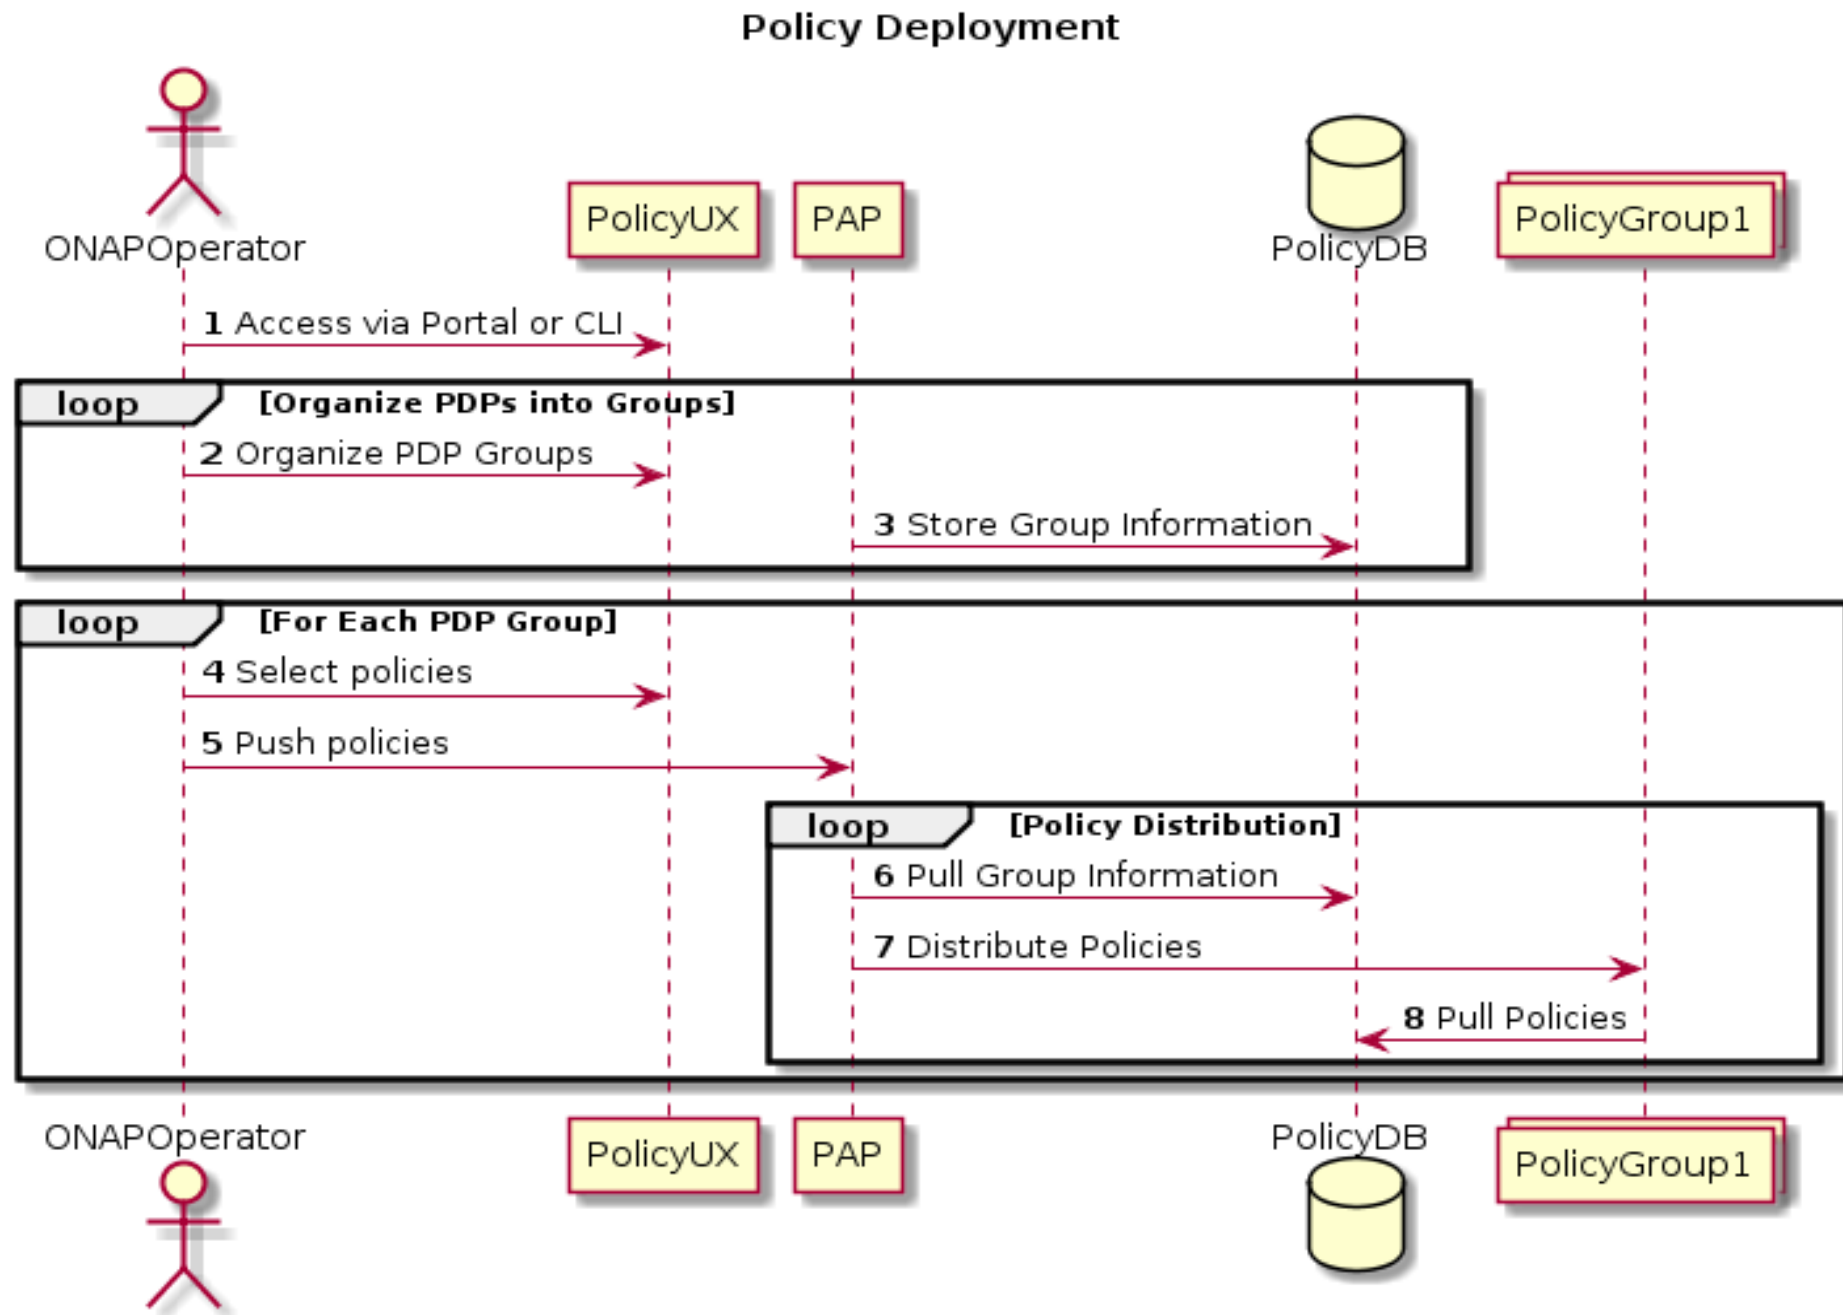 Policy Deployment
ONAPOperator
PolicyUX
PAP
PolicyDB
PolicyGroup1
1 Access via Portal or CLI
loop [Organize PDPs into Groups]
2 Organize PDP Groups
3 Store Group Information
loop [For Each PDP Group]
4 Select policies
5 Push policies
loop [Policy Distribution]
6 Pull Group Information
7 Distribute Policies
8 Pull Policies
ONAPOperator
PolicyUX
PAP
PolicyDB
PolicyGroup1